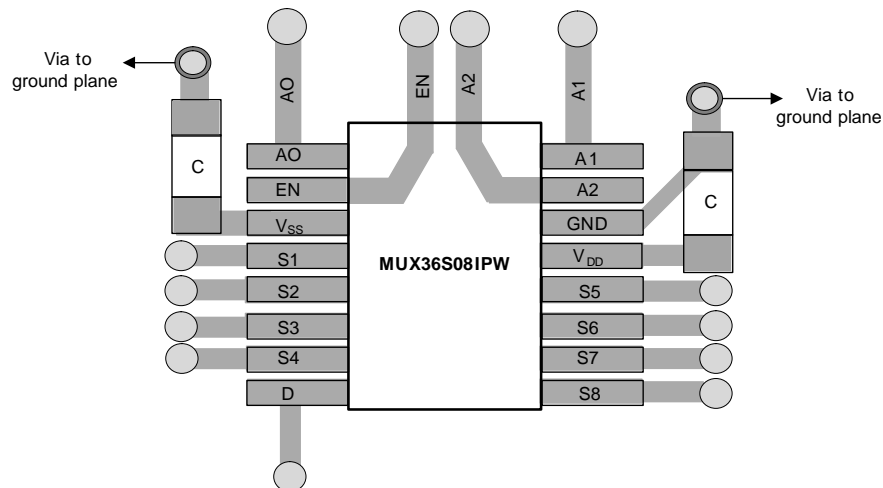 Via to
ground plane
AO
EN
A2
A1
Via to
ground plane
C
C
AO
EN
VSS
S1
S2
S3
S4
D
MUX36S08IPW
A1
A2
GND
VDD
S5
S6
S7
S8